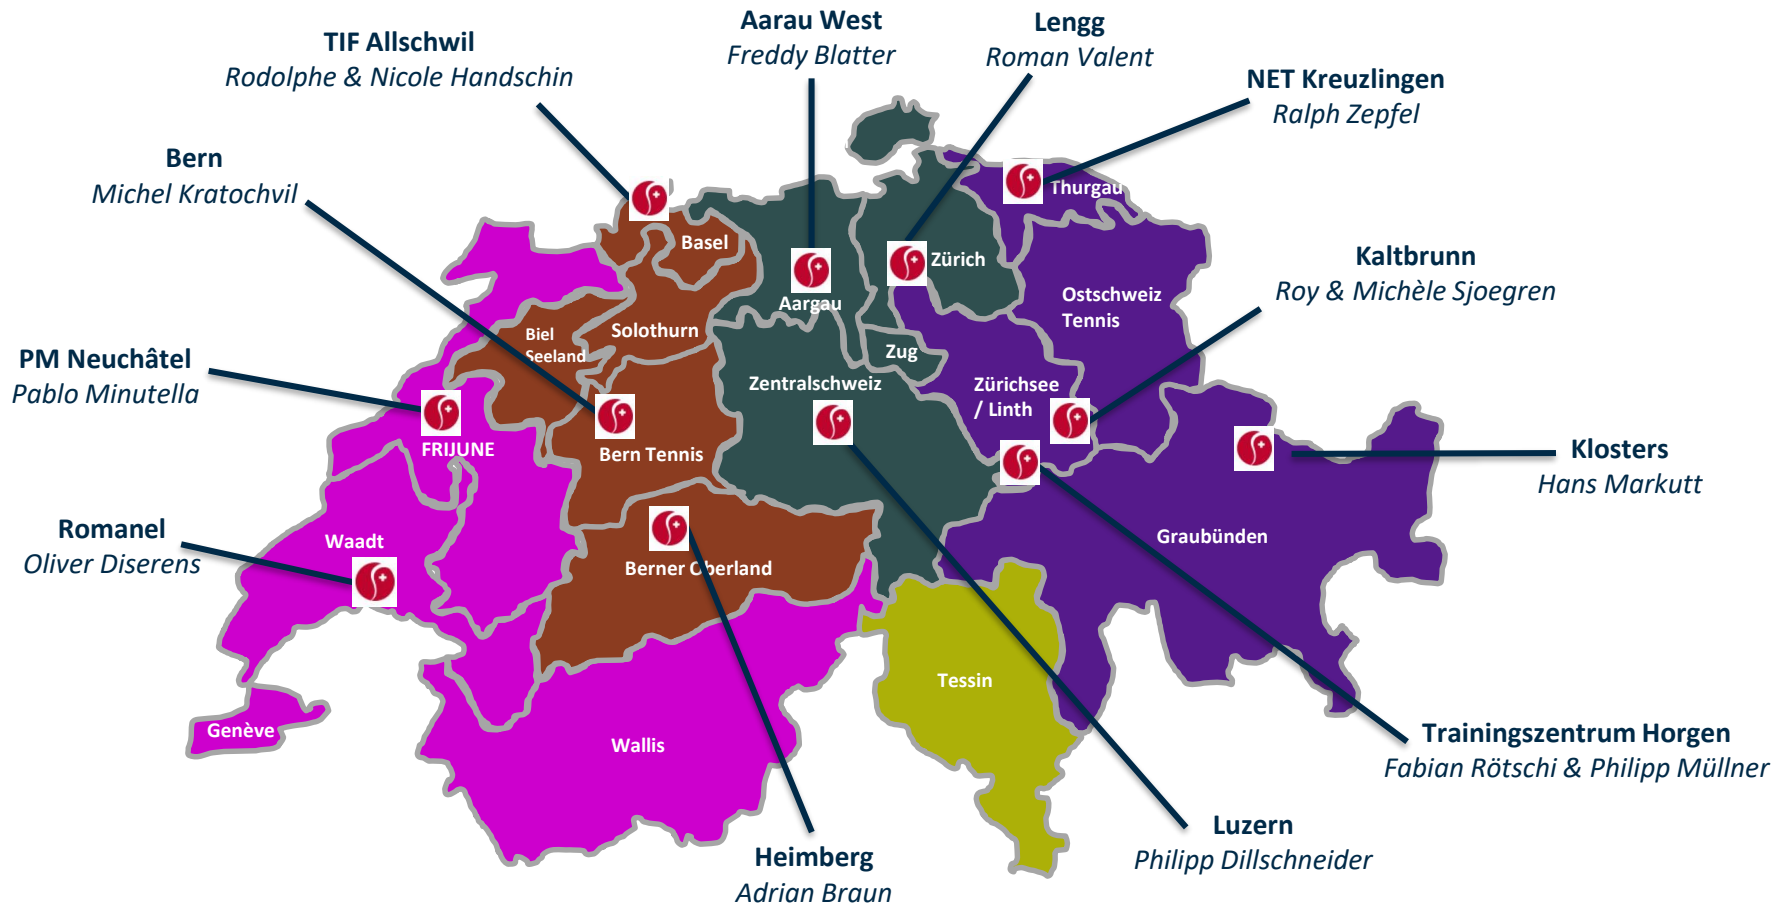 Aarau West
Freddy Blatter
Lengg
Roman Valent
TIF Allschwil
Rodolphe & Nicole Handschin
NET Kreuzlingen
Ralph Zepfel
Bern
Michel Kratochvil
Thurgau
Basel
Zürich
Kaltbrunn
Roy & Michèle Sjoegren
Aargau
Ostschweiz
Tennis
Solothurn
Biel
Seeland
Zug
PM Neuchâtel
Pablo Minutella
Zentralschweiz
Zürichsee
/ Linth
FRIJUNE
Bern Tennis
Klosters
Hans Markutt
Romanel
Oliver Diserens
Waadt
Graubünden
Berner Oberland
Tessin
Genève
Wallis
Trainingszentrum Horgen
Fabian Rötschi & Philipp Müllner
Luzern
Philipp Dillschneider
Heimberg
Adrian Braun